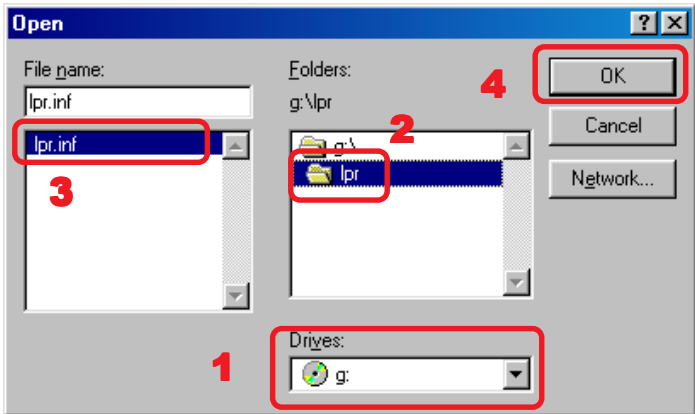 Open
File name:
lpr.inf
lpr.inf
3
Folders:
g:\lpr
2
g:\
lpr
4
OK
Cancel
Network...
1
Drives:
g: